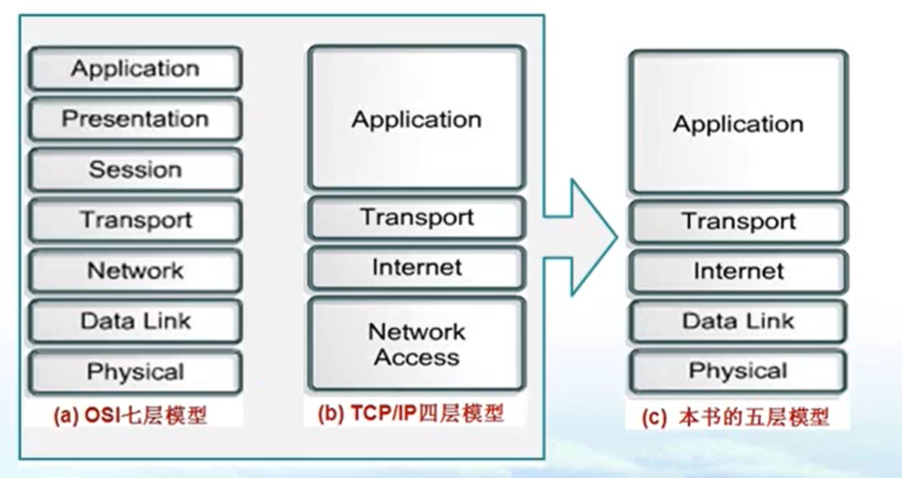 Application
Presentation
Session
Transport
Network
Data Link
Physical
(a) OSI七层模型
Application
Transport
Internet
Network
Access
(b) TCP/IP四层模型
Application
Transport
Internet
Data Link
Physical
(c) 本书的五层模型